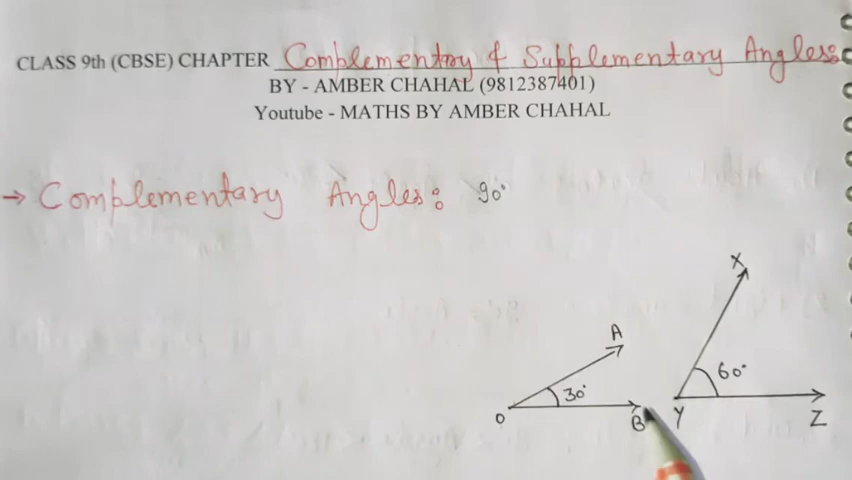 CLASS 9th (CBSE) CHAPTER Complementry & Supplementary Angles:
BY - AMBER CHAHAL (9812387401)
Youtube - MATHS BY AMBER CHAHAL
→ Complementary Angles: 90°
X
A
60°
30°
O B Y Z